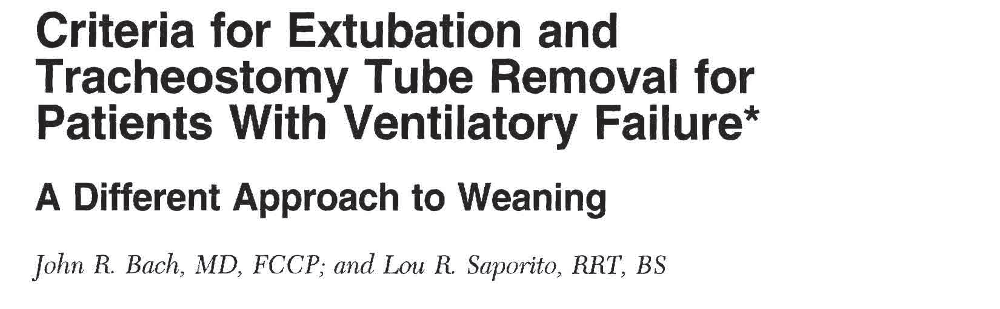 Criteria for Extubation and
Tracheostomy Tube Removal for
Patients With Ventilatory Failure*
A Different Approach to Weaning
John R. Bach, MD, FCCP; and Lou R. Saporito, RRT, BS